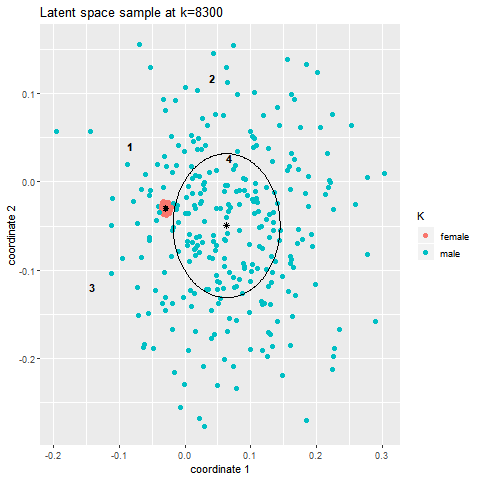 Latent space sample at k=8300
0.1
0.0
-0.1
-0.2
2
1
4
3
-0.2
-0.1
0.0
0.1
0.2
0.3
coordinate 1
coordinate 2
K
female
male